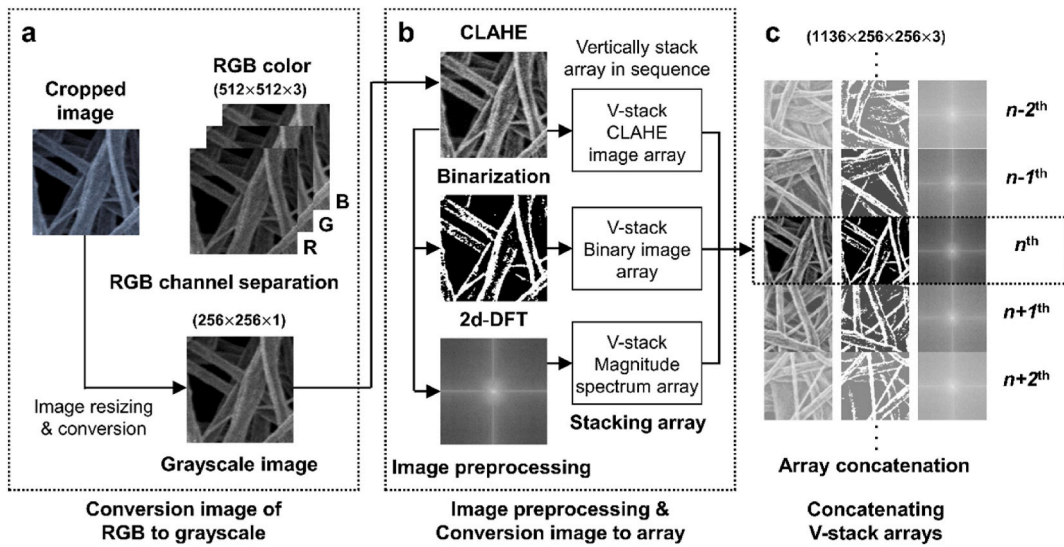 a
Cropped
image
RGB color
(512×512×3)
B
G
R
RGB channel separation
(256×256×1)
Image resizing
& conversion
Grayscale image
Conversion image of
RGB to grayscale
b
CLAHE
Vertically stack
array in sequence
V-stack
CLAHE
image array
Binarization
V-stack
Binary image
array
2d-DFT
V-stack
Magnitude
spectrum array
Stacking array
Image preprocessing
Image preprocessing &
Conversion image to array
c
(1136×256×256×3)
n-2th
n-1th
nth
n+1th
n+2th
Array concatenation
Concatenating
V-stack arrays